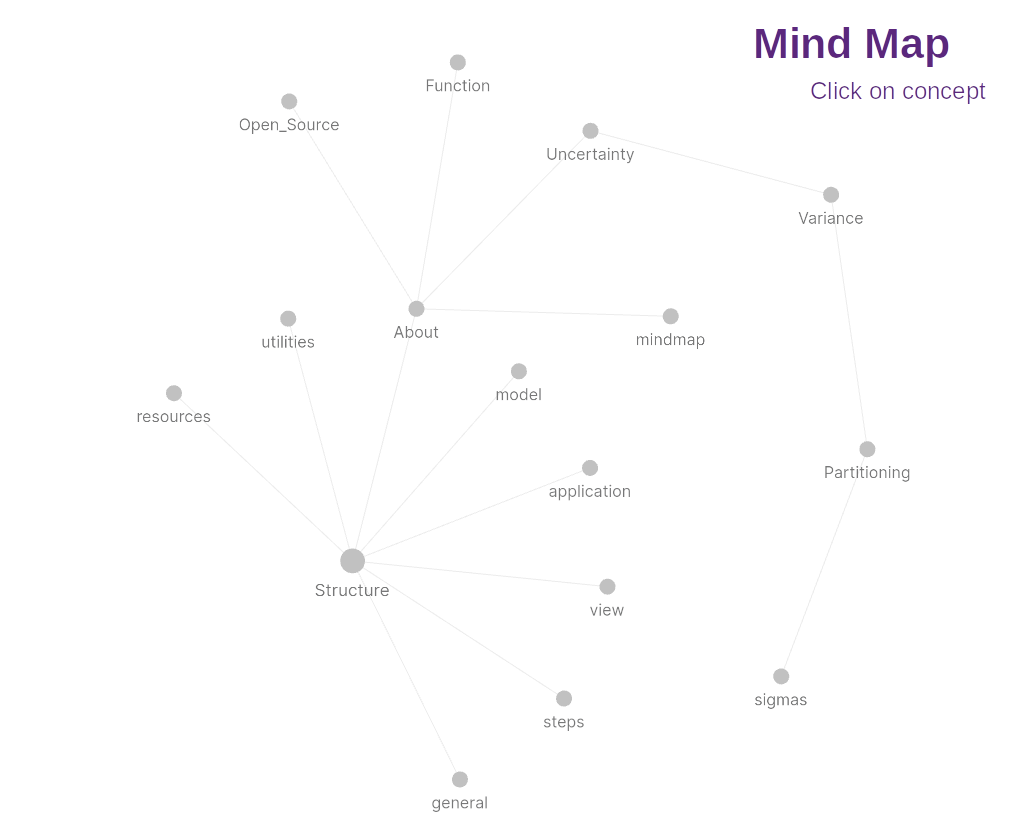 Mind Map
Click on concept
Function
Open_Source
Uncertainty
Variance
About
mindmap
utilities
model
resources
Partitioning
application
Structure
view
sigmas
steps
general